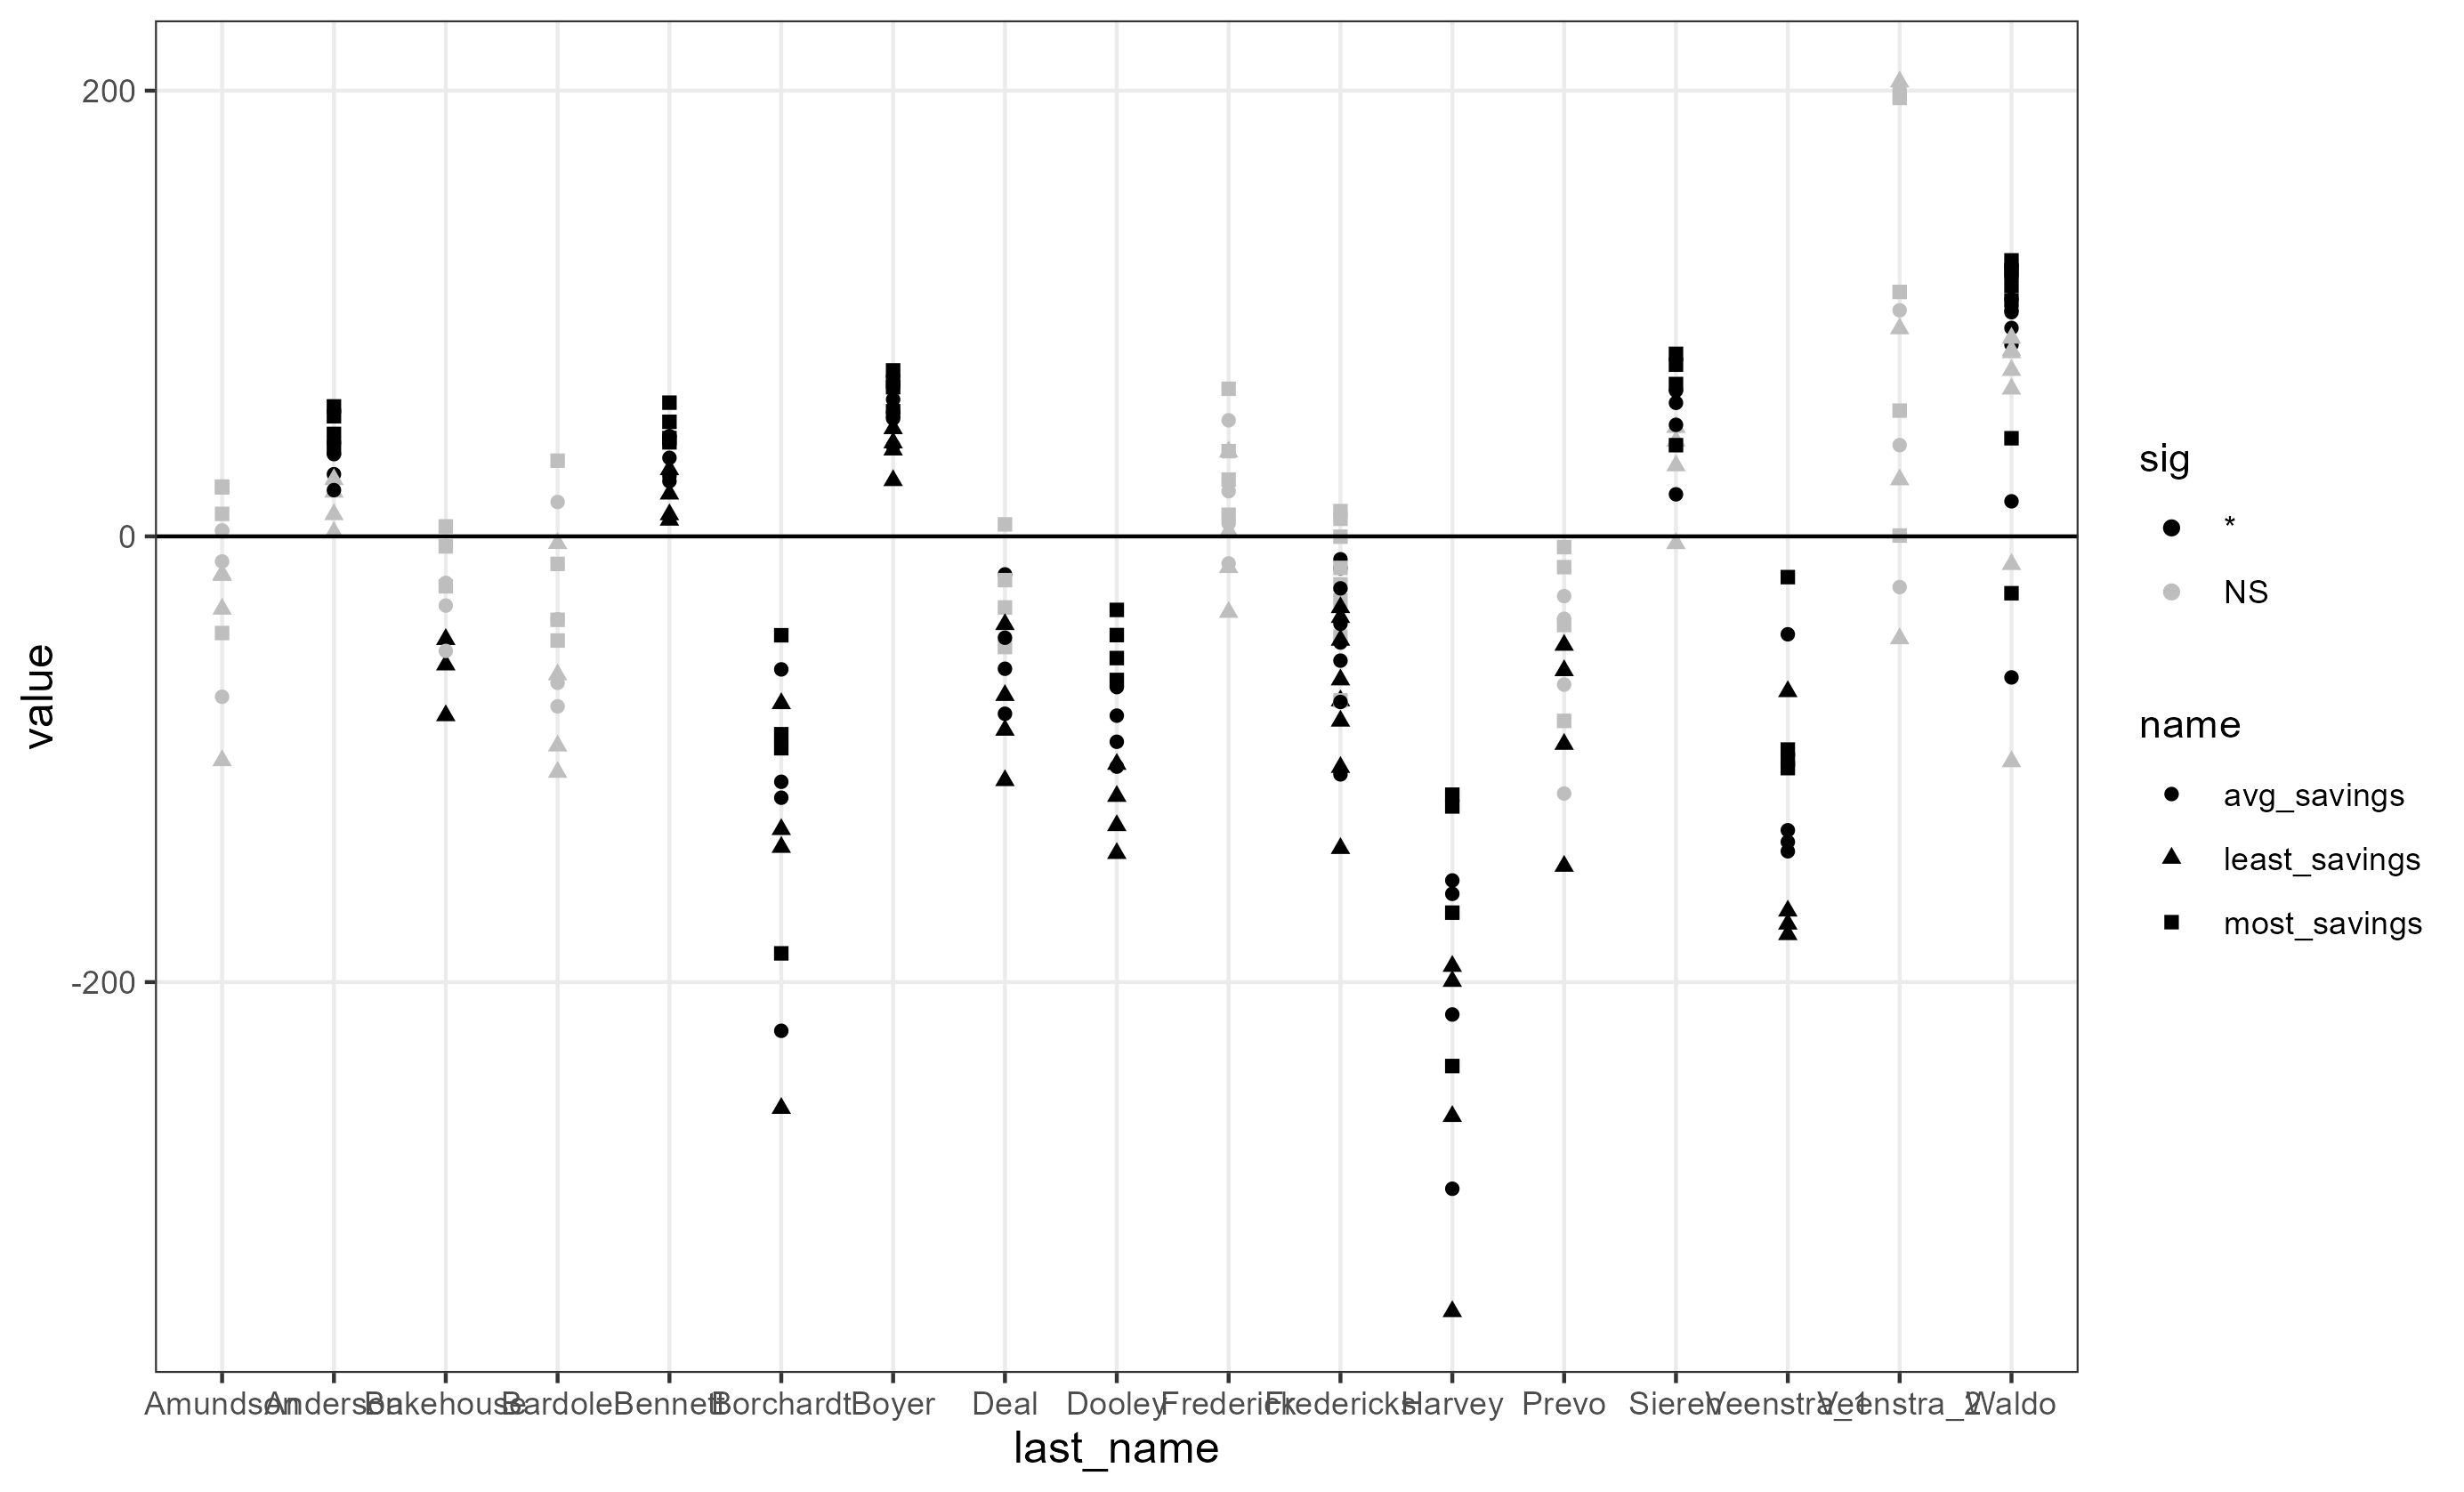 200
0
-200
value
Amundson Anderson Bakehouse Bardole Bennett Borchardt Boyer Deal Dooley Frederick Fredericks Harvey Prevo Sieren Veenstra_1 Veenstra_2 Waldo
last_name
sig
*
NS
name
avg_savings
least_savings
most_savings